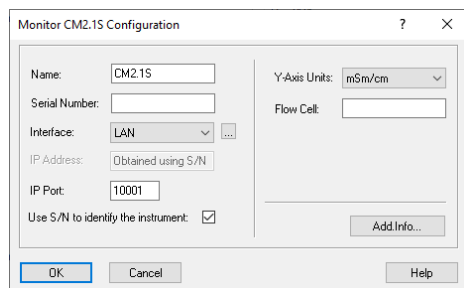 Monitor CM2.1S Configuration
Name: CM2.1S
Serial Number:
Interface: LAN ...
IP Address: Obtained using S/N
IP Port: 10001
Use S/N to identify the instrument:
Y-Axis Units: mSm/cm
Flow Cell:
Add.Info...
OK Cancel Help